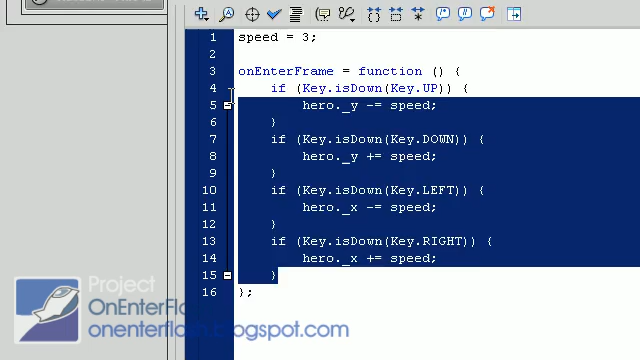 1 speed = 3;
2
3 onEnterFrame = function () {
4 if (Key.isDown(Key.UP)) {
5 hero._y -= speed;
6 }
7 if (Key.isDown(Key.DOWN)) {
8 hero._y += speed;
9 }
10 if (Key.isDown(Key.LEFT)) {
11 hero._x -= speed;
12 }
13 if (Key.isDown(Key.RIGHT)) {
14 hero._x += speed;
15 }
16 };
Project
OnEnterFl
onenterflash.blogspot.com